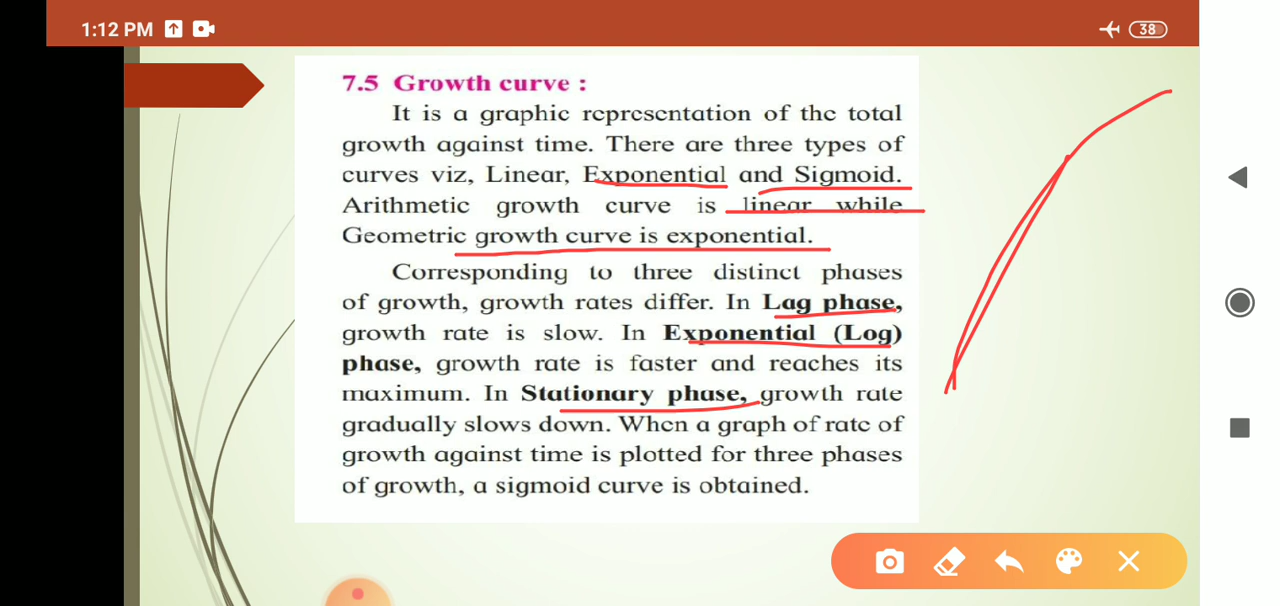 1:12 PM
38
7.5 Growth curve :
It is a graphic representation of the total
growth against time. There are three types of
curves viz, Linear, Exponential and Sigmoid.
Arithmetic growth curve is linear while
Geometric growth curve is exponential.
Corresponding to three distinct phases
of growth, growth rates differ. In Lag phase,
growth rate is slow. In Exponential (Log)
phase, growth rate is faster and reaches its
maximum. In Stationary phase, growth rate
gradually slows down. When a graph of rate of
growth against time is plotted for three phases
of growth, a sigmoid curve is obtained.